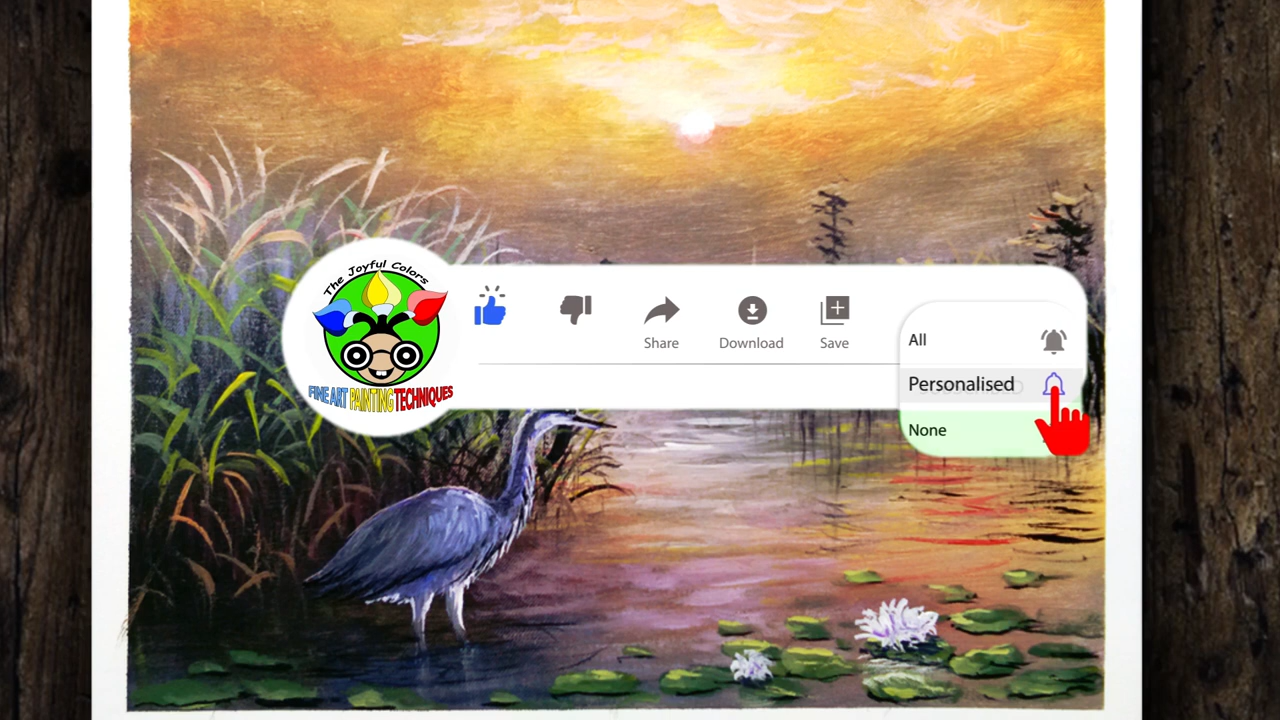 The Joyful Colors
FINE ART PAINTING TECHNIQUES
Share
Download
Save
All
Personalised
None